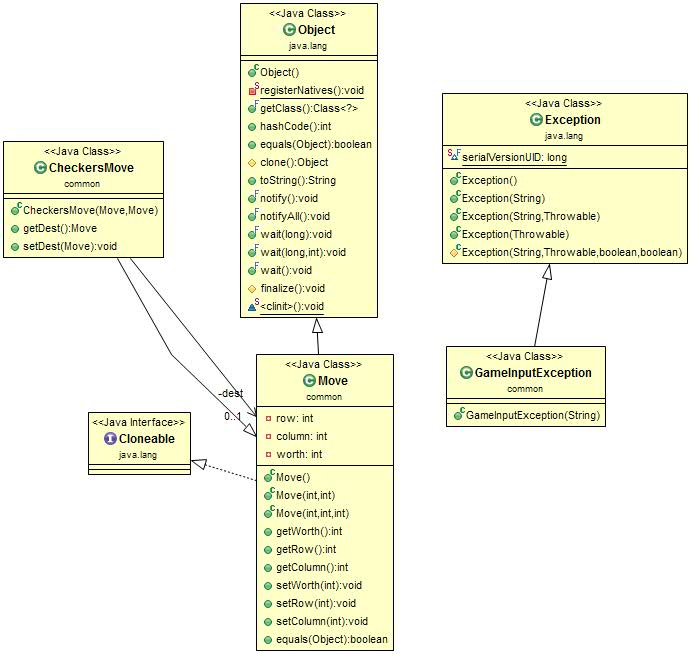 <<Java Class>>
Object
java.lang
Object()
registerNatives():void
getClass():Class<?>
hashCode():int
equals(Object):boolean
clone():Object
toString():String
notify():void
notifyAll():void
wait(long):void
wait(long,int):void
wait():void
finalize():void
<clinit>():void
<<Java Class>>
Exception
java.lang
serialVersionUID: long
Exception()
Exception(String)
Exception(String,Throwable)
Exception(Throwable)
Exception(String,Throwable,boolean,boolean)
<<Java Class>>
CheckersMove
common
CheckersMove(Move,Move)
getDest():Move
setDest(Move):void
-dest
0..1
<<Java Class>>
GameInputException
common
GameInputException(String)
<<Java Interface>>
Cloneable
java.lang
<<Java Class>>
Move
common
row: int
column: int
worth: int
Move()
Move(int,int)
Move(int,int,int)
getWorth():int
getRow():int
getColumn():int
setWorth(int):void
setRow(int):void
setColumn(int):void
equals(Object):boolean